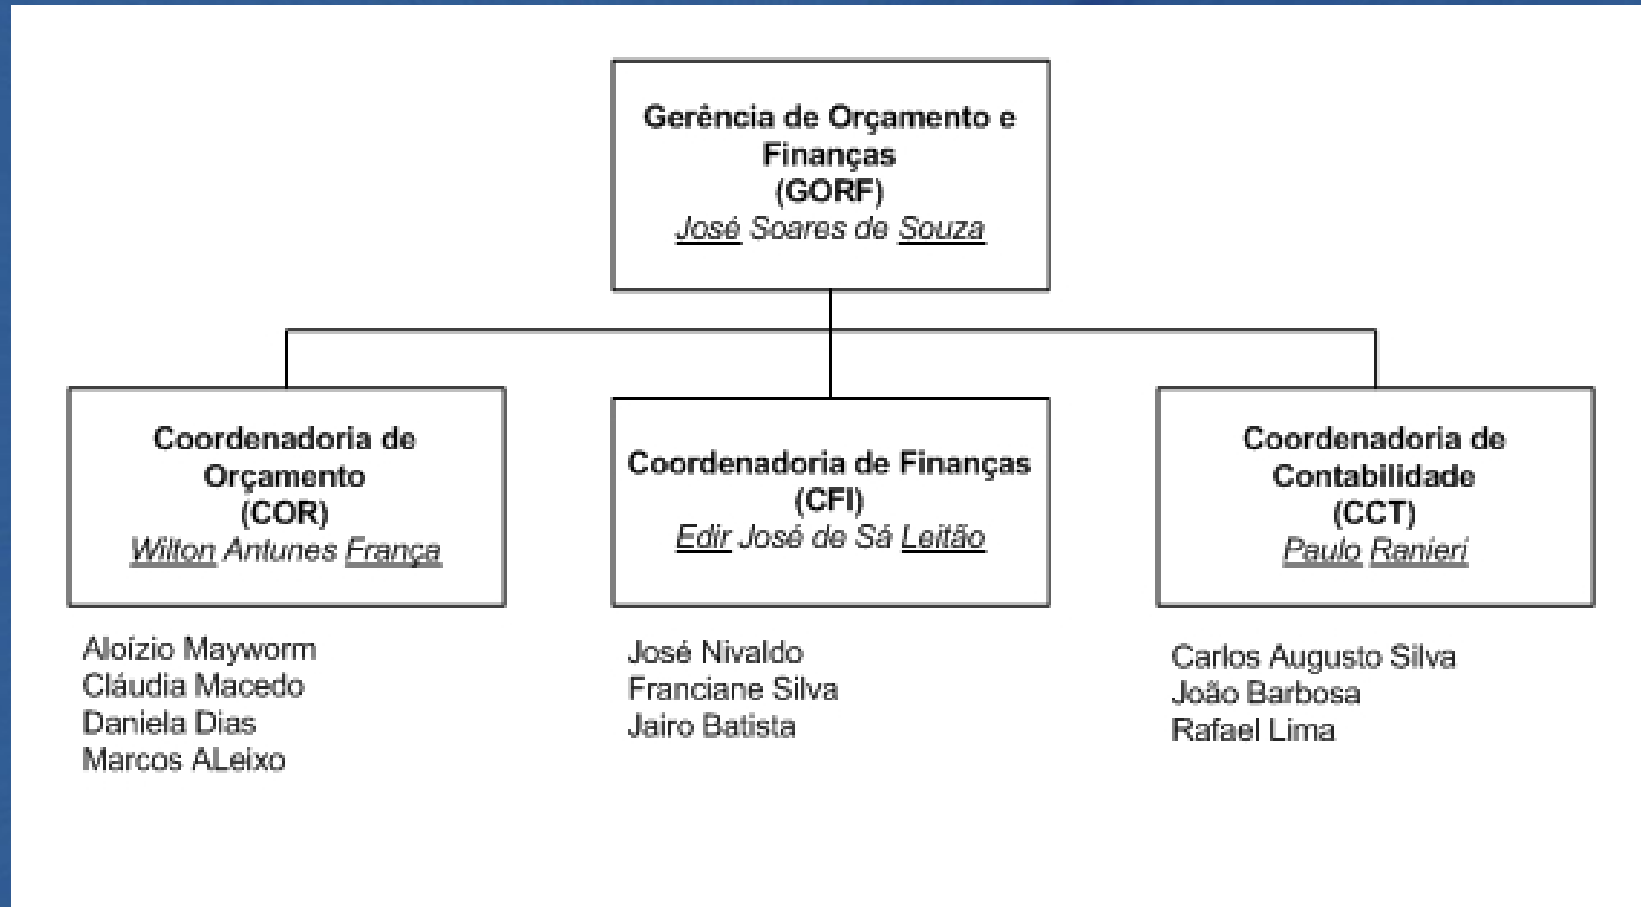 Gerência de Orçamento e
Finanças
(GORF)
José Soares de Souza
Coordenadoria de
Orçamento
(COR)
Wilton Antunes França
Aloízio Mayworm
Cláudia Macedo
Daniela Dias
Marcos ALeixo
Coordenadoria de Finanças
(CFI)
Edir José de Sá Leitão
José Nivaldo
Franciane Silva
Jairo Batista
Coordenadoria de
Contabilidade
(CCT)
Paulo Ranieri
Carlos Augusto Silva
João Barbosa
Rafael Lima